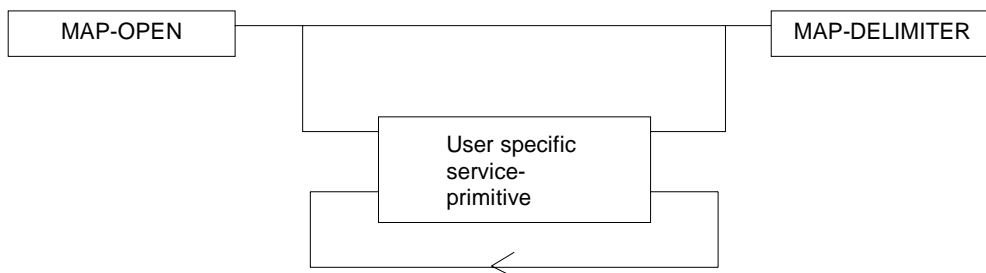 MAP-OPEN
MAP-DELIMITER
User specific
service-
primitive